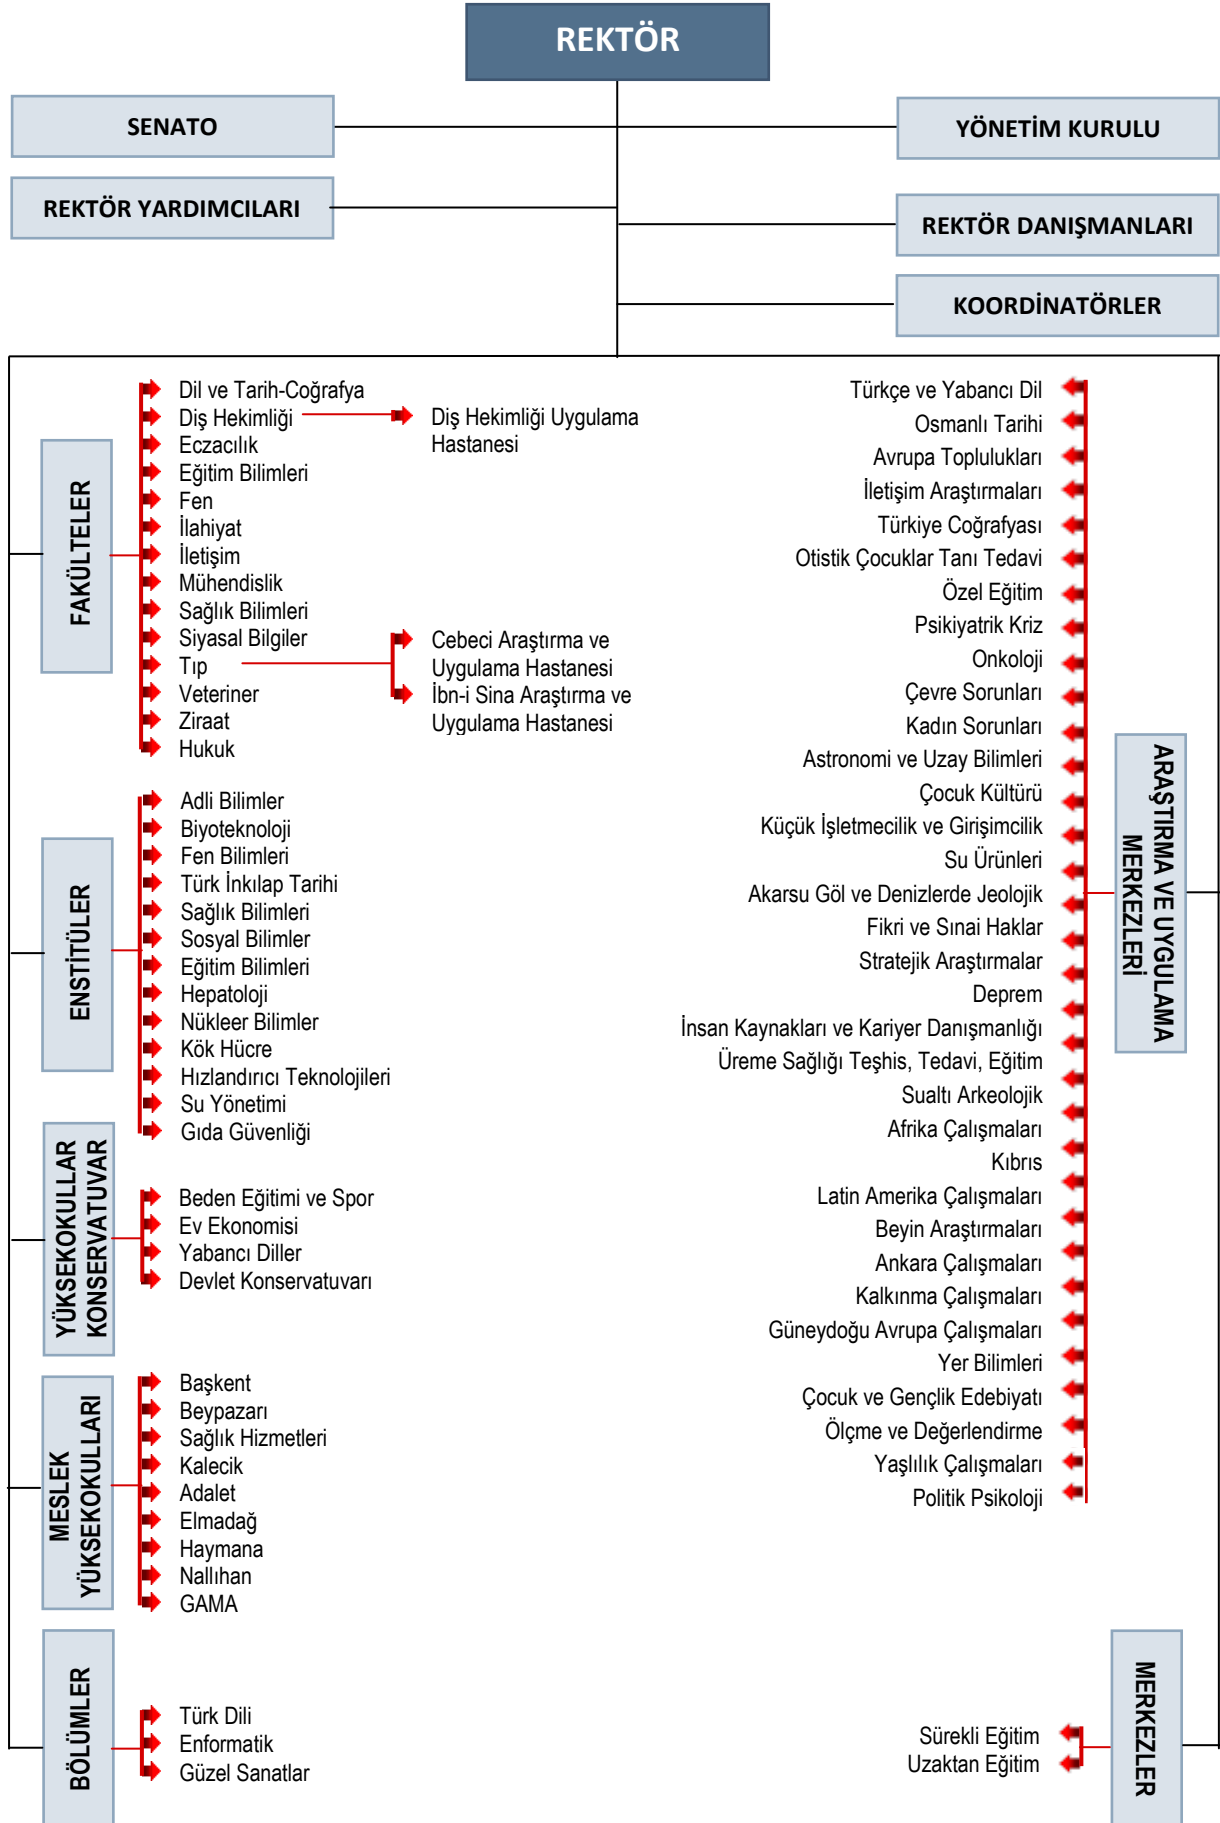 REKTÖR
SENATO
YÖNETİM KURULU
REKTÖR YARDIMCILARI
REKTÖR DANIŞMANLARI
KOORDİNATÖRLER
FAKÜLTELER
Dil ve Tarih-Coğrafya
Diş Hekimliği
Diş Hekimliği Uygulama
Hastanesi
Eczacılık
Eğitim Bilimleri
Fen
İlahiyat
İletişim
Mühendislik
Sağlık Bilimleri
Siyasal Bilgiler
Tıp
Cebeci Araştırma ve
Uygulama Hastanesi
İbn-i Sina Araştırma ve
Uygulama Hastanesi
Veteriner
Ziraat
Hukuk
ENSTİTÜLER
Adli Bilimler
Biyoteknoloji
Fen Bilimleri
Türk İnkılap Tarihi
Sağlık Bilimleri
Sosyal Bilimler
Eğitim Bilimleri
Hepatoloji
Nükleer Bilimler
Kök Hücre
Hızlandırıcı Teknolojileri
Su Yönetimi
Gıda Güvenliği
YÜKSEKOKULLAR
KONSERVATUVAR
Beden Eğitimi ve Spor
Ev Ekonomisi
Yabancı Diller
Devlet Konservatuvarı
MESLEK
YÜKSEKOKULLARI
Başkent
Beypazarı
Sağlık Hizmetleri
Kalecik
Adalet
Elmadağ
Haymana
Nallıhan
GAMA
BÖLÜMLER
Türk Dili
Enformatik
Güzel Sanatlar
ARAŞTIRMA VE UYGULAMA
MERKEZLERİ
Türkçe ve Yabancı Dil
Osmanlı Tarihi
Avrupa Toplulukları
İletişim Araştırmaları
Türkiye Coğrafyası
Otistik Çocuklar Tanı Tedavi
Özel Eğitim
Psikiyatrik Kriz
Onkoloji
Çevre Sorunları
Kadın Sorunları
Astronomi ve Uzay Bilimleri
Çocuk Kültürü
Küçük İşletmecilik ve Girişimcilik
Su Ürünleri
Akarsu Göl ve Denizlerde Jeolojik
Fikri ve Sınai Haklar
Stratejik Araştırmalar
Deprem
İnsan Kaynakları ve Kariyer Danışmanlığı
Üreme Sağlığı Teşhis, Tedavi, Eğitim
Sualtı Arkeolojik
Afrika Çalışmaları
Kıbrıs
Latin Amerika Çalışmaları
Beyin Araştırmaları
Ankara Çalışmaları
Kalkınma Çalışmaları
Güneydoğu Avrupa Çalışmaları
Yer Bilimleri
Çocuk ve Gençlik Edebiyatı
Ölçme ve Değerlendirme
Yaşlılık Çalışmaları
Politik Psikoloji
MERKEZLER
Sürekli Eğitim
Uzaktan Eğitim